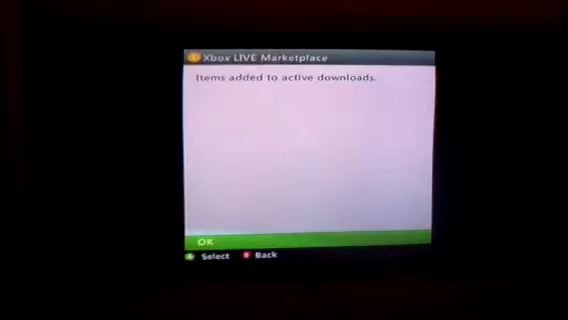 Xbox LIVE Marketplace
Items added to active downloads.
OK
A Select B Back